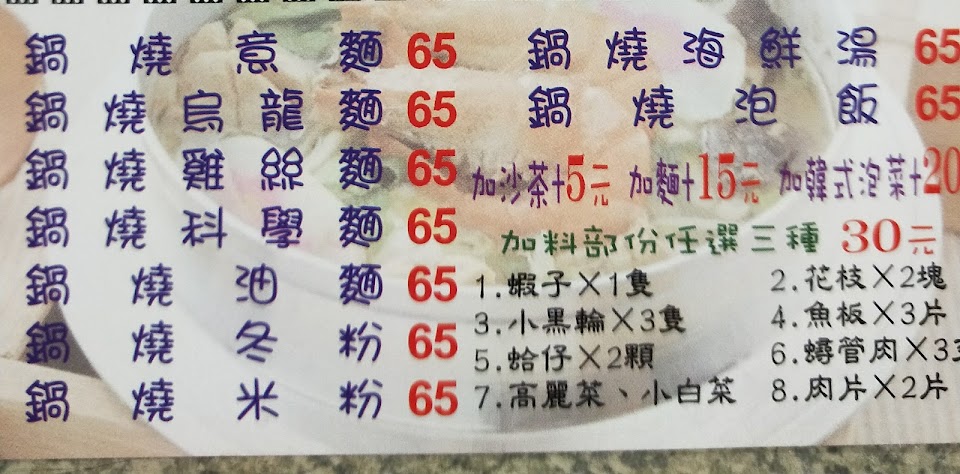 鍋燒意麵 65
鍋燒烏龍麵 65
鍋燒雞絲麵 65
鍋燒科學麵 65
鍋燒油麵 65
鍋燒冬粉 65
鍋燒米粉 65
鍋燒海鮮湯 65
鍋燒泡飯 65
加沙茶+5元 加麵+15元 加韓式泡菜+20
加料部份任選三種 30元
1.蝦子×1隻 2.花枝×2塊
3.小黑輪×3隻 4.魚板×3片
5.蛤仔×2顆 6.蟳管肉×3
7.高麗菜、小白菜 8.肉片×2片